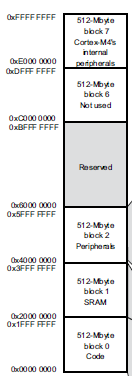 0xFFFF FFFF
512-Mbyte
block 7
Cortex-M4's
internal
peripherals
0xE000 0000
0xDFFF FFFF
512-Mbyte
block 6
Not used
0xC000 0000
0xBFFF FFFF
Reserved
0x6000 0000
0x5FFF FFFF
512-Mbyte
block 2
Peripherals
0x4000 0000
0x3FFF FFFF
512-Mbyte
block 1
SRAM
0x2000 0000
0x1FFF FFFF
512-Mbyte
block 0
Code
0x0000 0000